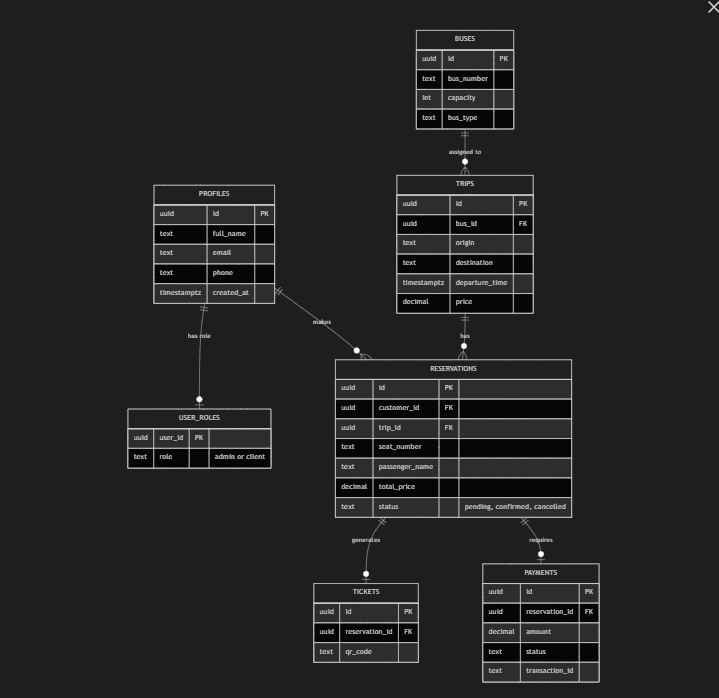 BUSES
uuid id PK
text bus_number
int capacity
text bus_type
assigned to
TRIPS
uuid id PK
uuid bus_id FK
text origin
text destination
timestamptz departure_time
decimal price
PROFILES
uuid id PK
text full_name
text email
text phone
timestamptz created_at
makes
has role
has
USER_ROLES
uuid user_id PK
text role admin or client
RESERVATIONS
uuid id PK
uuid customer_id FK
uuid trip_id FK
text seat_number
text passenger_name
decimal total_price
text status pending, confirmed, cancelled
generates
requires
TICKETS
uuid id PK
uuid reservation_id FK
text qr_code
PAYMENTS
uuid id PK
uuid reservation_id FK
decimal amount
text status
text transaction_id